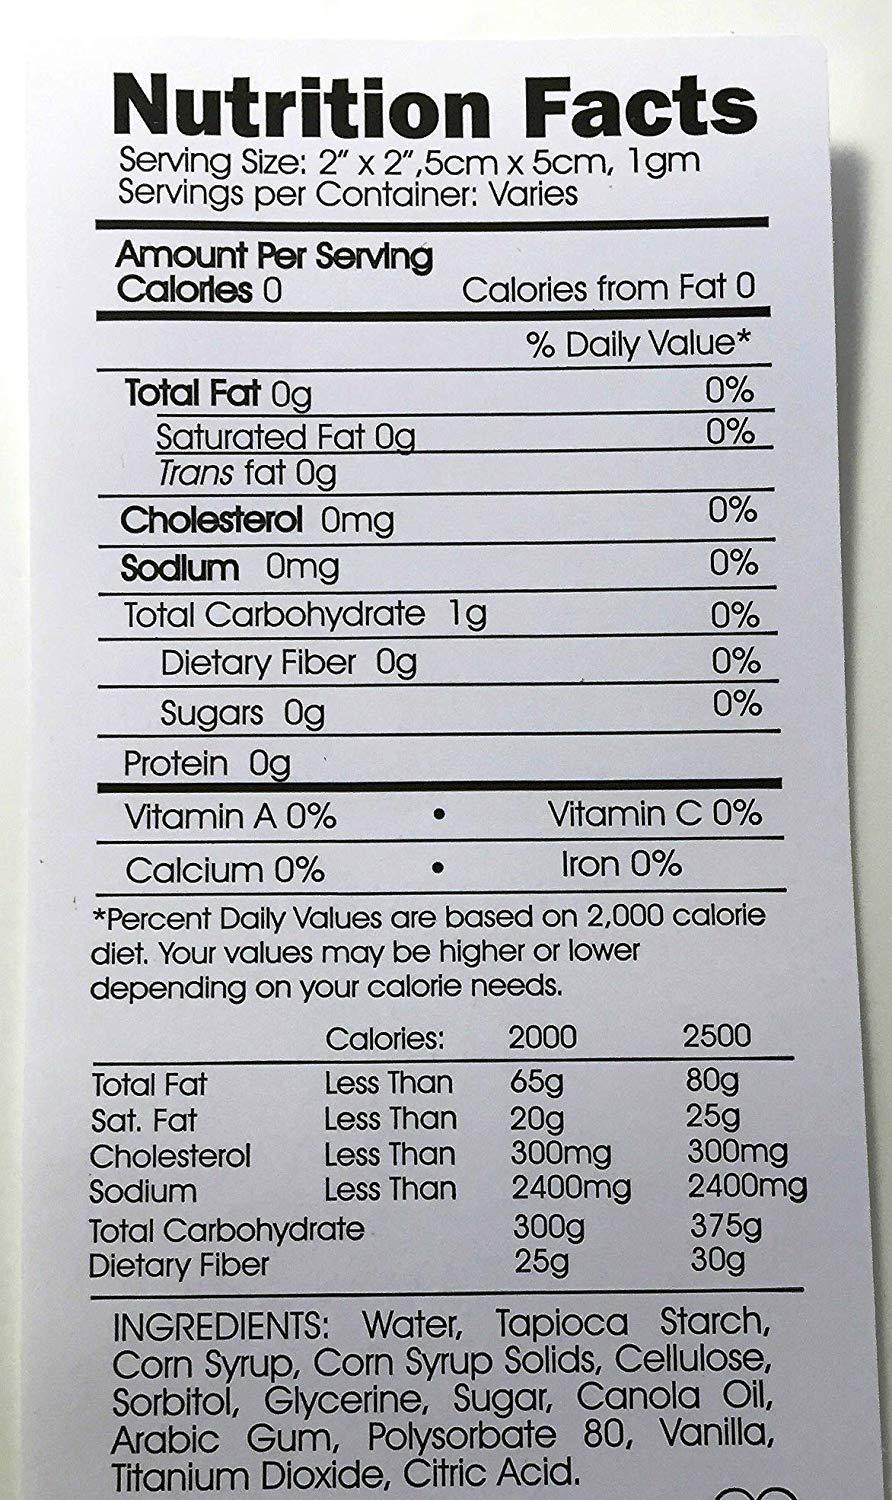 Nutrition Facts
Serving Size: 2" x 2",5cm x 5cm, 1gm
Servings per Container: Varies
Amount Per Serving
Calories 0 Calories from Fat 0
% Daily Value*
Total Fat 0g 0%
Saturated Fat 0g 0%
Trans fat 0g
Cholesterol 0mg 0%
Sodium 0mg 0%
Total Carbohydrate 1g 0%
Dietary Fiber 0g 0%
Sugars 0g 0%
Protein 0g
Vitamin A 0% • Vitamin C 0%
Calcium 0% • Iron 0%
*Percent Daily Values are based on 2,000 calorie
diet. Your values may be higher or lower
depending on your calorie needs.
Calories: 2000 2500
Total Fat Less Than 65g 80g
Sat. Fat Less Than 20g 25g
Cholesterol Less Than 300mg 300mg
Sodium Less Than 2400mg 2400mg
Total Carbohydrate 300g 375g
Dietary Fiber 25g 30g
INGREDIENTS: Water, Tapioca Starch,
Corn Syrup, Corn Syrup Solids, Cellulose,
Sorbitol, Glycerine, Sugar, Canola Oil,
Arabic Gum, Polysorbate 80, Vanilla,
Titanium Dioxide, Citric Acid.